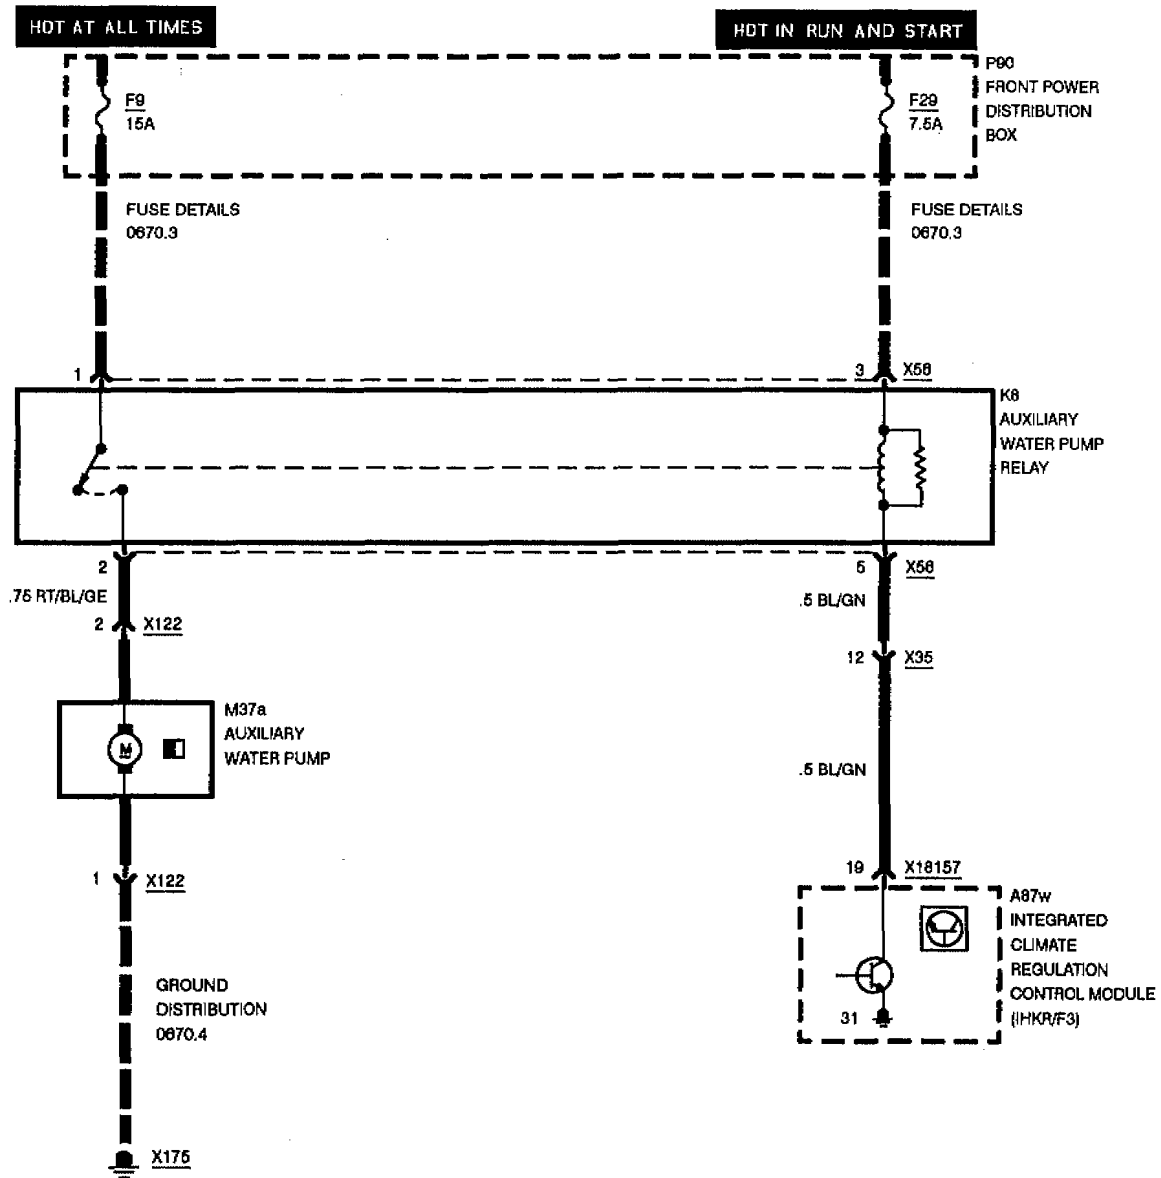 HOT AT ALL TIMES
HOT IN RUN AND START
F9
15A
F29
7.5A
P90
FRONT POWER
DISTRIBUTION
BOX
FUSE DETAILS
0670.3
FUSE DETAILS
0670.3
1
3
X56
K6
AUXILIARY
WATER PUMP
RELAY
2
5
X56
.75 RT/BL/GE
.5 BL/GN
2
X122
12
X35
M37a
AUXILIARY
WATER PUMP
M
.5 BL/GN
1
X122
19
X18157
A87w
INTEGRATED
CLIMATE
REGULATION
CONTROL MODULE
(IHKR/F3)
31
GROUND
DISTRIBUTION
0670.4
X175